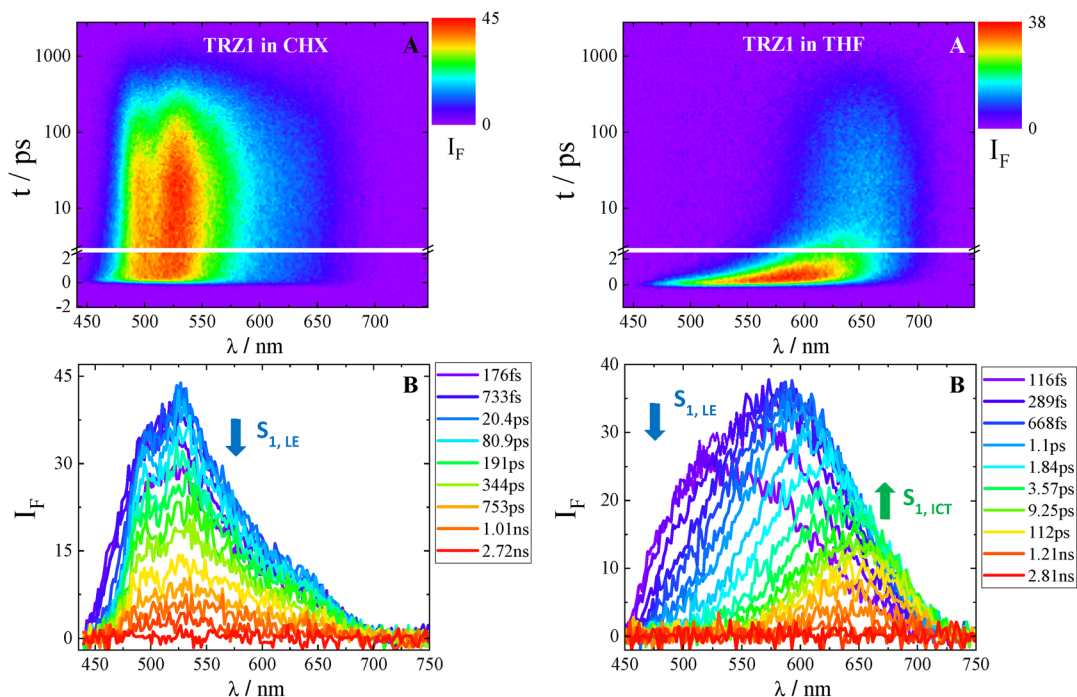 TRZ1 in CHX
A
t / ps
1000
100
10
2
0
-2
450 500 550 600 650 700
λ / nm
45
0
I_F
TRZ1 in THF
A
t / ps
1000
100
10
2
0
-2
450 500 550 600 650 700
λ / nm
38
0
I_F
B
I_F
45
30
15
0
450 500 550 600 650 700 750
λ / nm
S1, LE
176fs
733fs
20.4ps
80.9ps
191ps
344ps
753ps
1.01ns
2.72ns
B
I_F
40
30
20
10
0
450 500 550 600 650 700 750
λ / nm
S1, LE
S1, ICT
116fs
289fs
668fs
1.1ps
1.84ps
3.57ps
9.25ps
112ps
1.21ns
2.81ns